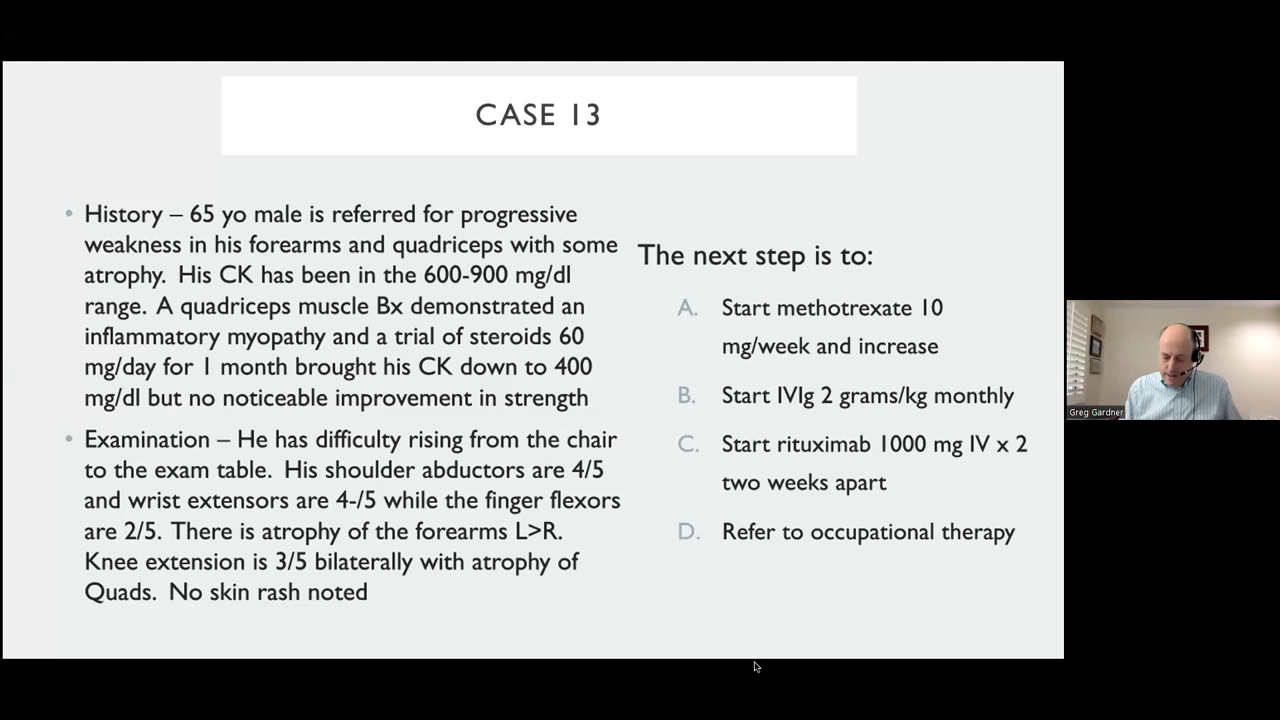 CASE 13
• History – 65 yo male is referred for progressive
weakness in his forearms and quadriceps with some
atrophy. His CK has been in the 600-900 mg/dl
range. A quadriceps muscle Bx demonstrated an
inflammatory myopathy and a trial of steroids 60
mg/day for 1 month brought his CK down to 400
mg/dl but no noticeable improvement in strength
• Examination – He has difficulty rising from the chair
to the exam table. His shoulder abductors are 4/5
and wrist extensors are 4-/5 while the finger flexors
are 2/5. There is atrophy of the forearms L>R.
Knee extension is 3/5 bilaterally with atrophy of
Quads. No skin rash noted
The next step is to:
A. Start methotrexate 10
mg/week and increase
B. Start IVIg 2 grams/kg monthly
C. Start rituximab 1000 mg IV x 2
two weeks apart
D. Refer to occupational therapy
Greg Gardner